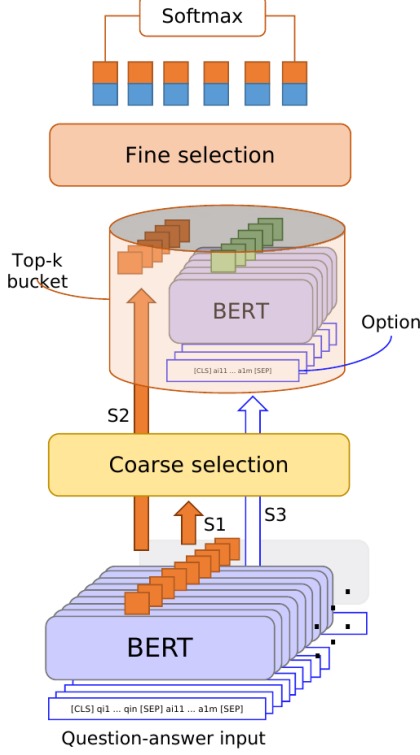 Softmax
Fine selection
Top-k
bucket
BERT
Option
[CLS] ai11 ... a1m [SEP]
S2
Coarse selection
S1
S3
BERT
[CLS] qi1 ... qin [SEP] ai11 ... a1m [SEP]
Question-answer input